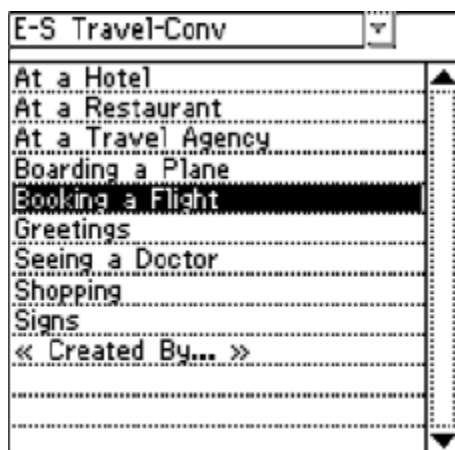 E-S Travel-Conv
At a Hotel
At a Restaurant
At a Travel Agency
Boarding a Plane
Booking a Flight
Greetings
Seeing a Doctor
Shopping
Signs
« Created By... »